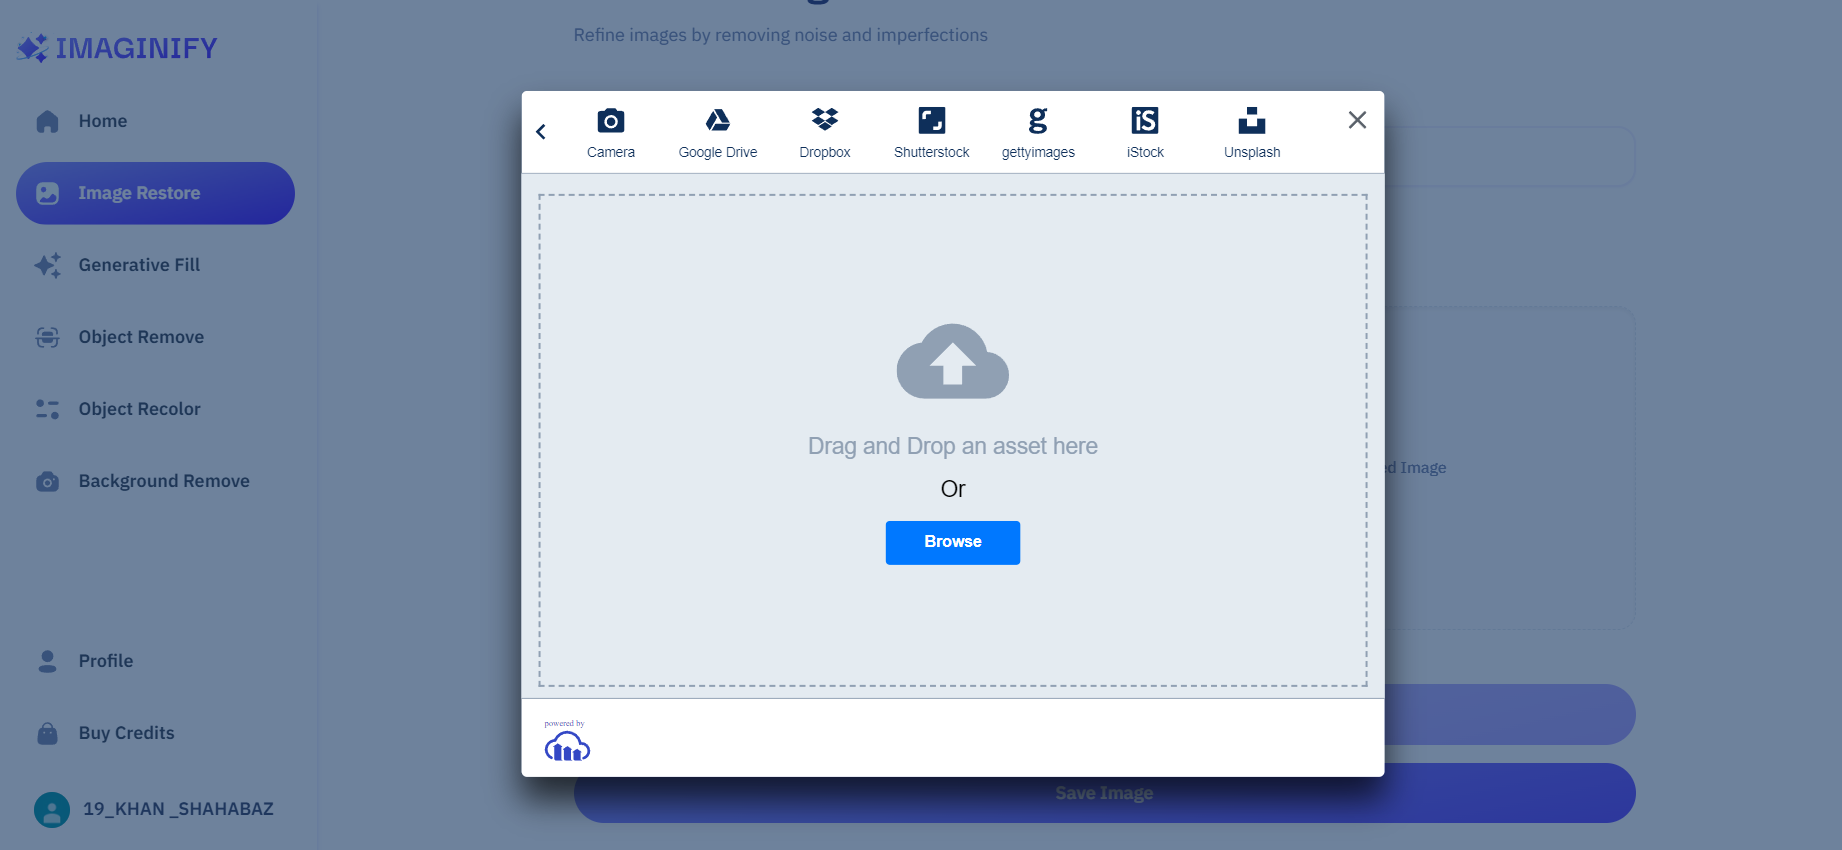 IMAGINIFY
Home
Image Restore
Generative Fill
Object Remove
Object Recolor
Background Remove
Profile
Buy Credits
19_KHAN _SHAHABAZ
Refine images by removing noise and imperfections
Camera
Google Drive
Dropbox
Shutterstock
gettyimages
iStock
Unsplash
Drag and Drop an asset here
Or
Browse
powered by
Image
Save Image